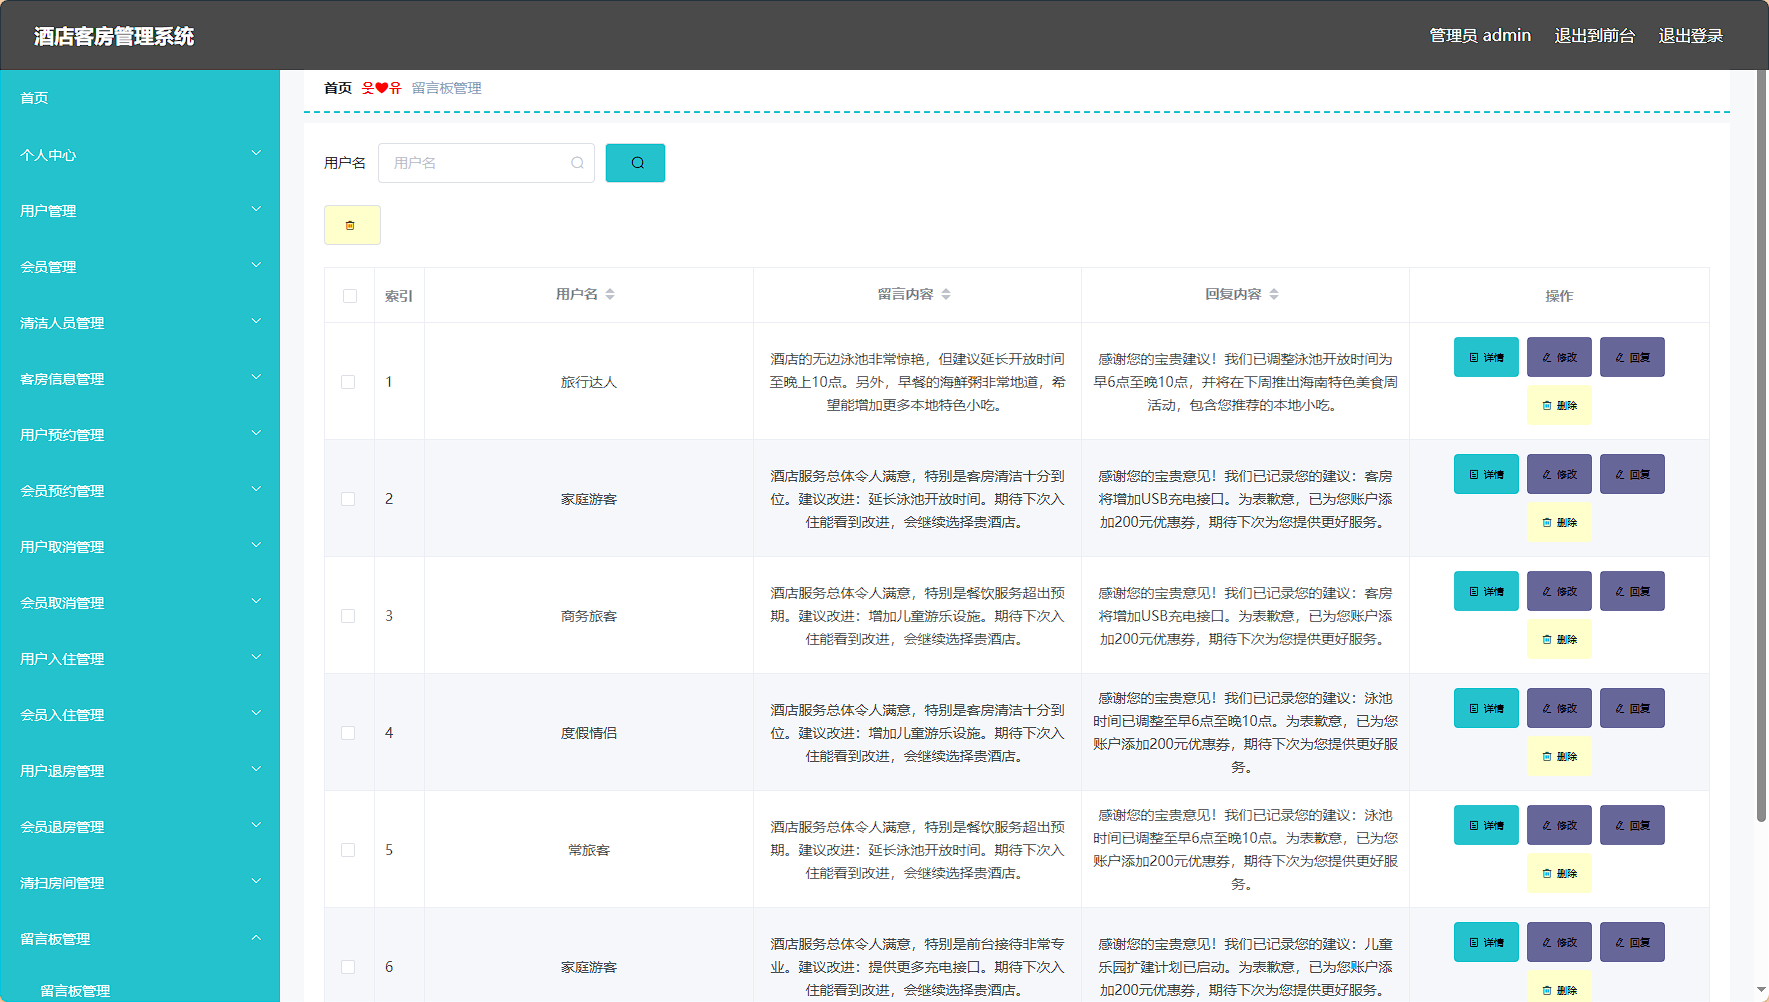 酒店客房管理系统
管理员 admin 退出到前台 退出登录
首页
个人中心
用户管理
会员管理
清洁人员管理
客房信息管理
用户预约管理
会员预约管理
用户取消管理
会员取消管理
用户入住管理
会员入住管理
用户退房管理
会员退房管理
清扫房间管理
留言板管理
留言板管理
首页 웃❤유 留言板管理
用户名 用户名
索引 用户名 留言内容 回复内容 操作
1
旅行达人
酒店的无边泳池非常惊艳，但建议延长开放时间
至晚上10点。另外，早餐的海鲜粥非常地道，希
望能增加更多本地特色小吃。
感谢您的宝贵建议！我们已调整泳池开放时间为
早6点至晚10点，并将在下周推出海南特色美食周
活动，包含您推荐的本地小吃。
详情 修改 回复
删除
2
家庭游客
酒店服务总体令人满意，特别是客房清洁十分到
位。建议改进：延长泳池开放时间。期待下次入
住能看到改进，会继续选择贵酒店。
感谢您的宝贵意见！我们已记录您的建议：客房
将增加USB充电接口。为表歉意，已为您账户添
加200元优惠券，期待下次为您提供更好服务。
详情 修改 回复
删除
3
商务旅客
酒店服务总体令人满意，特别是餐饮服务超出预
期。建议改进：增加儿童游乐设施。期待下次入
住能看到改进，会继续选择贵酒店。
感谢您的宝贵意见！我们已记录您的建议：客房
将增加USB充电接口。为表歉意，已为您账户添
加200元优惠券，期待下次为您提供更好服务。
详情 修改 回复
删除
4
度假情侣
酒店服务总体令人满意，特别是客房清洁十分到
位。建议改进：增加儿童游乐设施。期待下次入
住能看到改进，会继续选择贵酒店。
感谢您的宝贵意见！我们已记录您的建议：泳池
时间已调整至早6点至晚10点。为表歉意，已为您
账户添加200元优惠券，期待下次为您提供更好服
务。
详情 修改 回复
删除
5
常旅客
酒店服务总体令人满意，特别是餐饮服务超出预
期。建议改进：延长泳池开放时间。期待下次入
住能看到改进，会继续选择贵酒店。
感谢您的宝贵意见！我们已记录您的建议：泳池
时间已调整至早6点至晚10点。为表歉意，已为您
账户添加200元优惠券，期待下次为您提供更好服
务。
详情 修改 回复
删除
6
家庭游客
酒店服务总体令人满意，特别是前台接待非常专
业。建议改进：提供更多充电接口。期待下次入
住能看到改进，会继续选择贵酒店。
感谢您的宝贵意见！我们已记录您的建议：儿童
乐园扩建计划已启动。为表歉意，已为您账户添
加200元优惠券，期待下次为您提供更好服务。
详情 修改 回复
删除